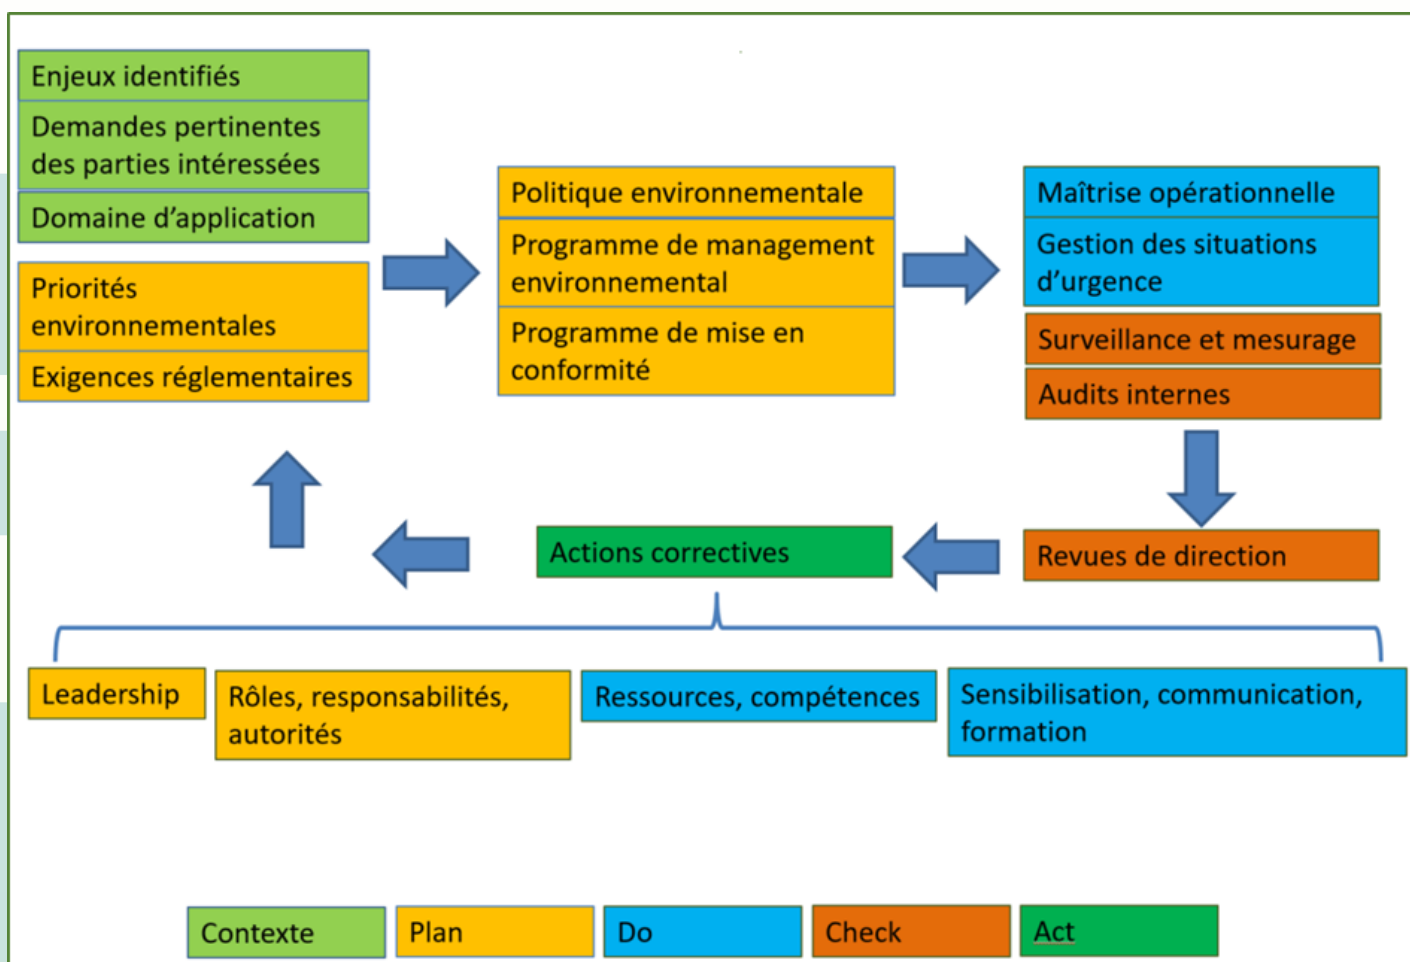 Enjeux identifiés
Demandes pertinentes
des parties intéressées
Domaine d'application
Priorités
environnementales
Exigences réglementaires
Politique environnementale
Programme de management
environnemental
Programme de mise en
conformité
Maîtrise opérationnelle
Gestion des situations
d'urgence
Surveillance et mesurage
Audits internes
Revues de direction
Actions correctives
Leadership
Rôles, responsabilités,
autorités
Ressources, compétences
Sensibilisation, communication,
formation
Contexte
Plan
Do
Check
Act